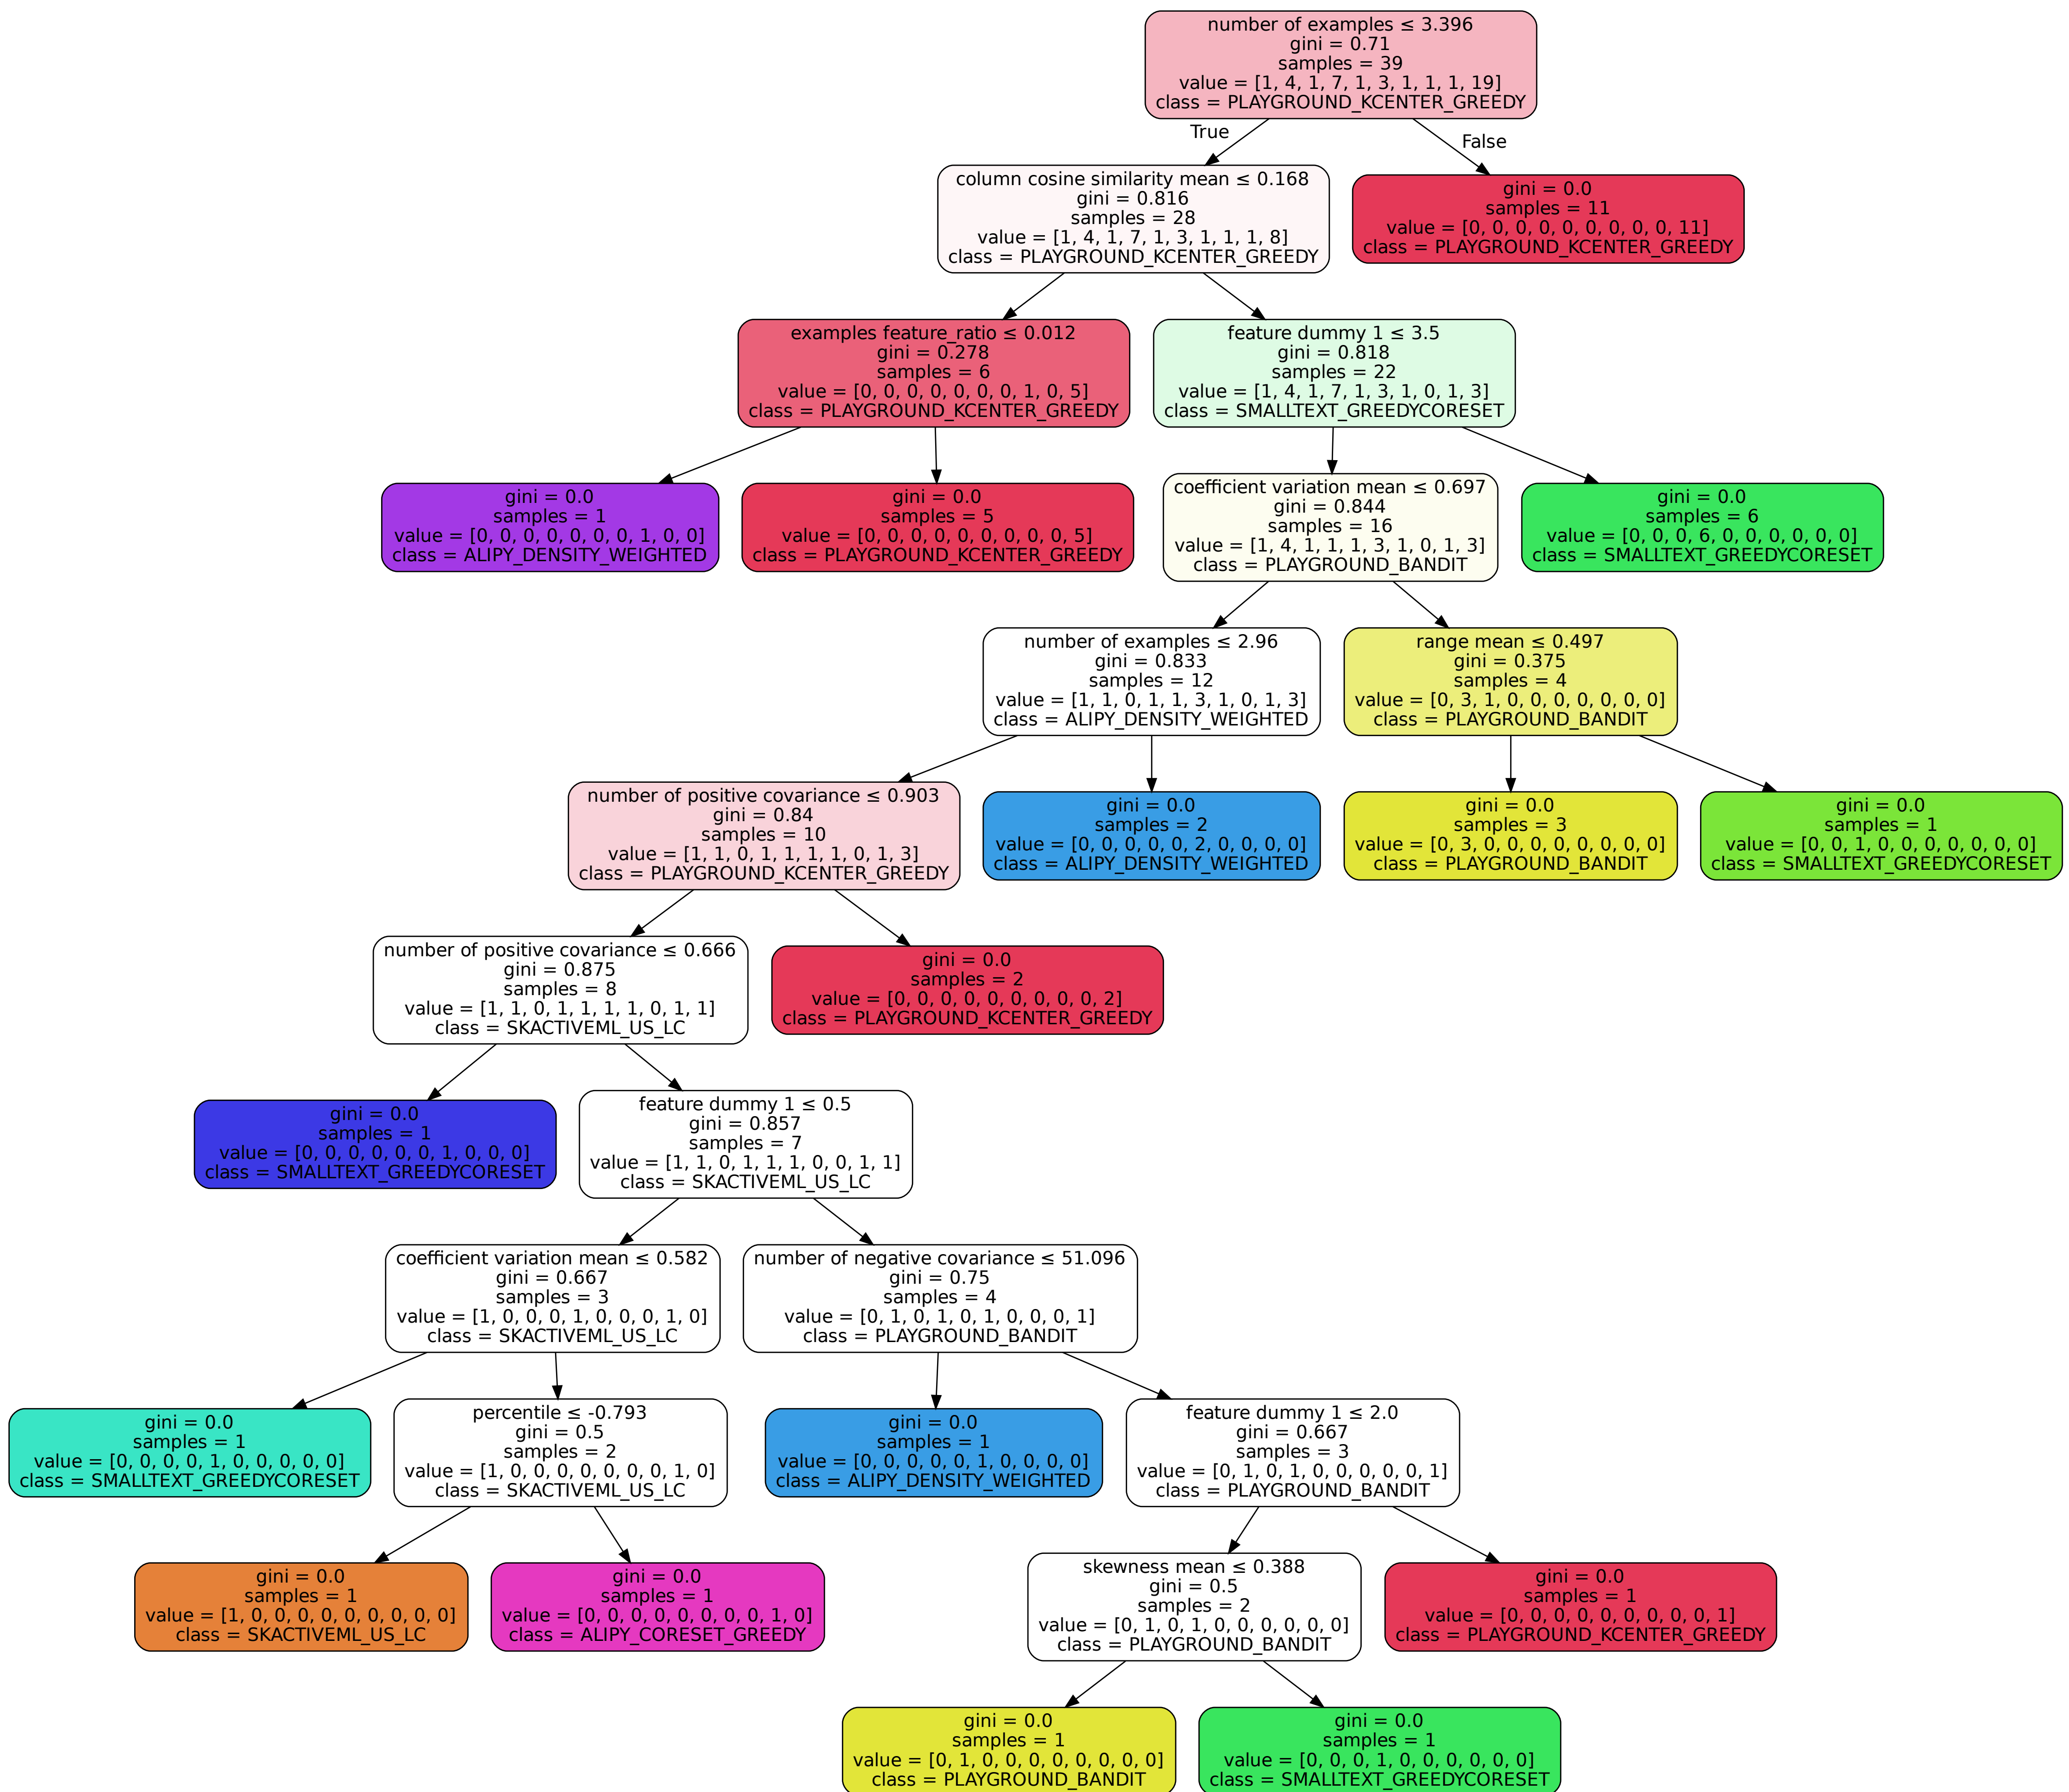 number of examples ≤ 3.396
gini = 0.71
samples = 39
value = [1, 4, 1, 7, 1, 3, 1, 1, 1, 19]
class = PLAYGROUND_KCENTER_GREEDY
True
False
column cosine similarity mean ≤ 0.168
gini = 0.816
samples = 28
value = [1, 4, 1, 7, 1, 3, 1, 1, 1, 8]
class = PLAYGROUND_KCENTER_GREEDY
gini = 0.0
samples = 11
value = [0, 0, 0, 0, 0, 0, 0, 0, 0, 11]
class = PLAYGROUND_KCENTER_GREEDY
examples feature_ratio ≤ 0.012
gini = 0.278
samples = 6
value = [0, 0, 0, 0, 0, 0, 0, 1, 0, 5]
class = PLAYGROUND_KCENTER_GREEDY
feature dummy 1 ≤ 3.5
gini = 0.818
samples = 22
value = [1, 4, 1, 7, 1, 3, 1, 0, 1, 3]
class = SMALLTEXT_GREEDYCORESET
gini = 0.0
samples = 1
value = [0, 0, 0, 0, 0, 0, 0, 1, 0, 0]
class = ALIPY_DENSITY_WEIGHTED
gini = 0.0
samples = 5
value = [0, 0, 0, 0, 0, 0, 0, 0, 0, 5]
class = PLAYGROUND_KCENTER_GREEDY
coefficient variation mean ≤ 0.697
gini = 0.844
samples = 16
value = [1, 4, 1, 1, 1, 3, 1, 0, 1, 3]
class = PLAYGROUND_BANDIT
gini = 0.0
samples = 6
value = [0, 0, 0, 6, 0, 0, 0, 0, 0, 0]
class = SMALLTEXT_GREEDYCORESET
number of examples ≤ 2.96
gini = 0.833
samples = 12
value = [1, 1, 0, 1, 1, 3, 1, 0, 1, 3]
class = ALIPY_DENSITY_WEIGHTED
range mean ≤ 0.497
gini = 0.375
samples = 4
value = [0, 3, 1, 0, 0, 0, 0, 0, 0, 0]
class = PLAYGROUND_BANDIT
number of positive covariance ≤ 0.903
gini = 0.84
samples = 10
value = [1, 1, 0, 1, 1, 1, 1, 0, 1, 3]
class = PLAYGROUND_KCENTER_GREEDY
gini = 0.0
samples = 2
value = [0, 0, 0, 0, 0, 2, 0, 0, 0, 0]
class = ALIPY_DENSITY_WEIGHTED
gini = 0.0
samples = 3
value = [0, 3, 0, 0, 0, 0, 0, 0, 0, 0]
class = PLAYGROUND_BANDIT
gini = 0.0
samples = 1
value = [0, 0, 1, 0, 0, 0, 0, 0, 0, 0]
class = SMALLTEXT_GREEDYCORESET
number of positive covariance ≤ 0.666
gini = 0.875
samples = 8
value = [1, 1, 0, 1, 1, 1, 1, 0, 1, 1]
class = SKACTIVEML_US_LC
gini = 0.0
samples = 2
value = [0, 0, 0, 0, 0, 0, 0, 0, 0, 2]
class = PLAYGROUND_KCENTER_GREEDY
gini = 0.0
samples = 1
value = [0, 0, 0, 0, 0, 0, 1, 0, 0, 0]
class = SMALLTEXT_GREEDYCORESET
feature dummy 1 ≤ 0.5
gini = 0.857
samples = 7
value = [1, 1, 0, 1, 1, 1, 0, 0, 1, 1]
class = SKACTIVEML_US_LC
coefficient variation mean ≤ 0.582
gini = 0.667
samples = 3
value = [1, 0, 0, 0, 1, 0, 0, 0, 1, 0]
class = SKACTIVEML_US_LC
number of negative covariance ≤ 51.096
gini = 0.75
samples = 4
value = [0, 1, 0, 1, 0, 1, 0, 0, 0, 1]
class = PLAYGROUND_BANDIT
gini = 0.0
samples = 1
value = [0, 0, 0, 0, 1, 0, 0, 0, 0, 0]
class = SMALLTEXT_GREEDYCORESET
percentile ≤ -0.793
gini = 0.5
samples = 2
value = [1, 0, 0, 0, 0, 0, 0, 0, 1, 0]
class = SKACTIVEML_US_LC
gini = 0.0
samples = 1
value = [0, 0, 0, 0, 0, 1, 0, 0, 0, 0]
class = ALIPY_DENSITY_WEIGHTED
feature dummy 1 ≤ 2.0
gini = 0.667
samples = 3
value = [0, 1, 0, 1, 0, 0, 0, 0, 0, 1]
class = PLAYGROUND_BANDIT
gini = 0.0
samples = 1
value = [1, 0, 0, 0, 0, 0, 0, 0, 0, 0]
class = SKACTIVEML_US_LC
gini = 0.0
samples = 1
value = [0, 0, 0, 0, 0, 0, 0, 0, 1, 0]
class = ALIPY_CORESET_GREEDY
skewness mean ≤ 0.388
gini = 0.5
samples = 2
value = [0, 1, 0, 1, 0, 0, 0, 0, 0, 0]
class = PLAYGROUND_BANDIT
gini = 0.0
samples = 1
value = [0, 0, 0, 0, 0, 0, 0, 0, 0, 1]
class = PLAYGROUND_KCENTER_GREEDY
gini = 0.0
samples = 1
value = [0, 1, 0, 0, 0, 0, 0, 0, 0, 0]
class = PLAYGROUND_BANDIT
gini = 0.0
samples = 1
value = [0, 0, 0, 1, 0, 0, 0, 0, 0, 0]
class = SMALLTEXT_GREEDYCORESET